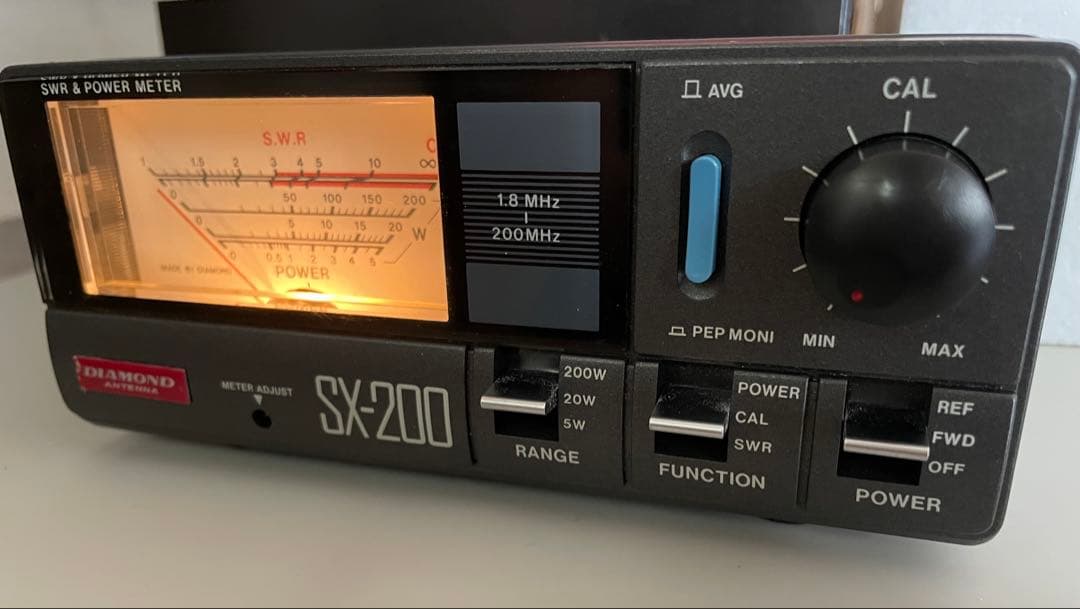 SWR & POWER METER
S.W.R
1 1.5 2 3 4 5 10 ∞
0 50 100 150 200
0 5 10 15 20 W
0 0.5 1 2 3 4 5
MADE BY DIAMOND
POWER
1.8 MHz
200MHz
AVG
PEP MONI
CAL
MIN
MAX
DIAMOND
ANTENNA
METER ADJUST
SX-200
200W
20W
5W
RANGE
POWER
CAL
SWR
FUNCTION
REF
FWD
OFF
POWER